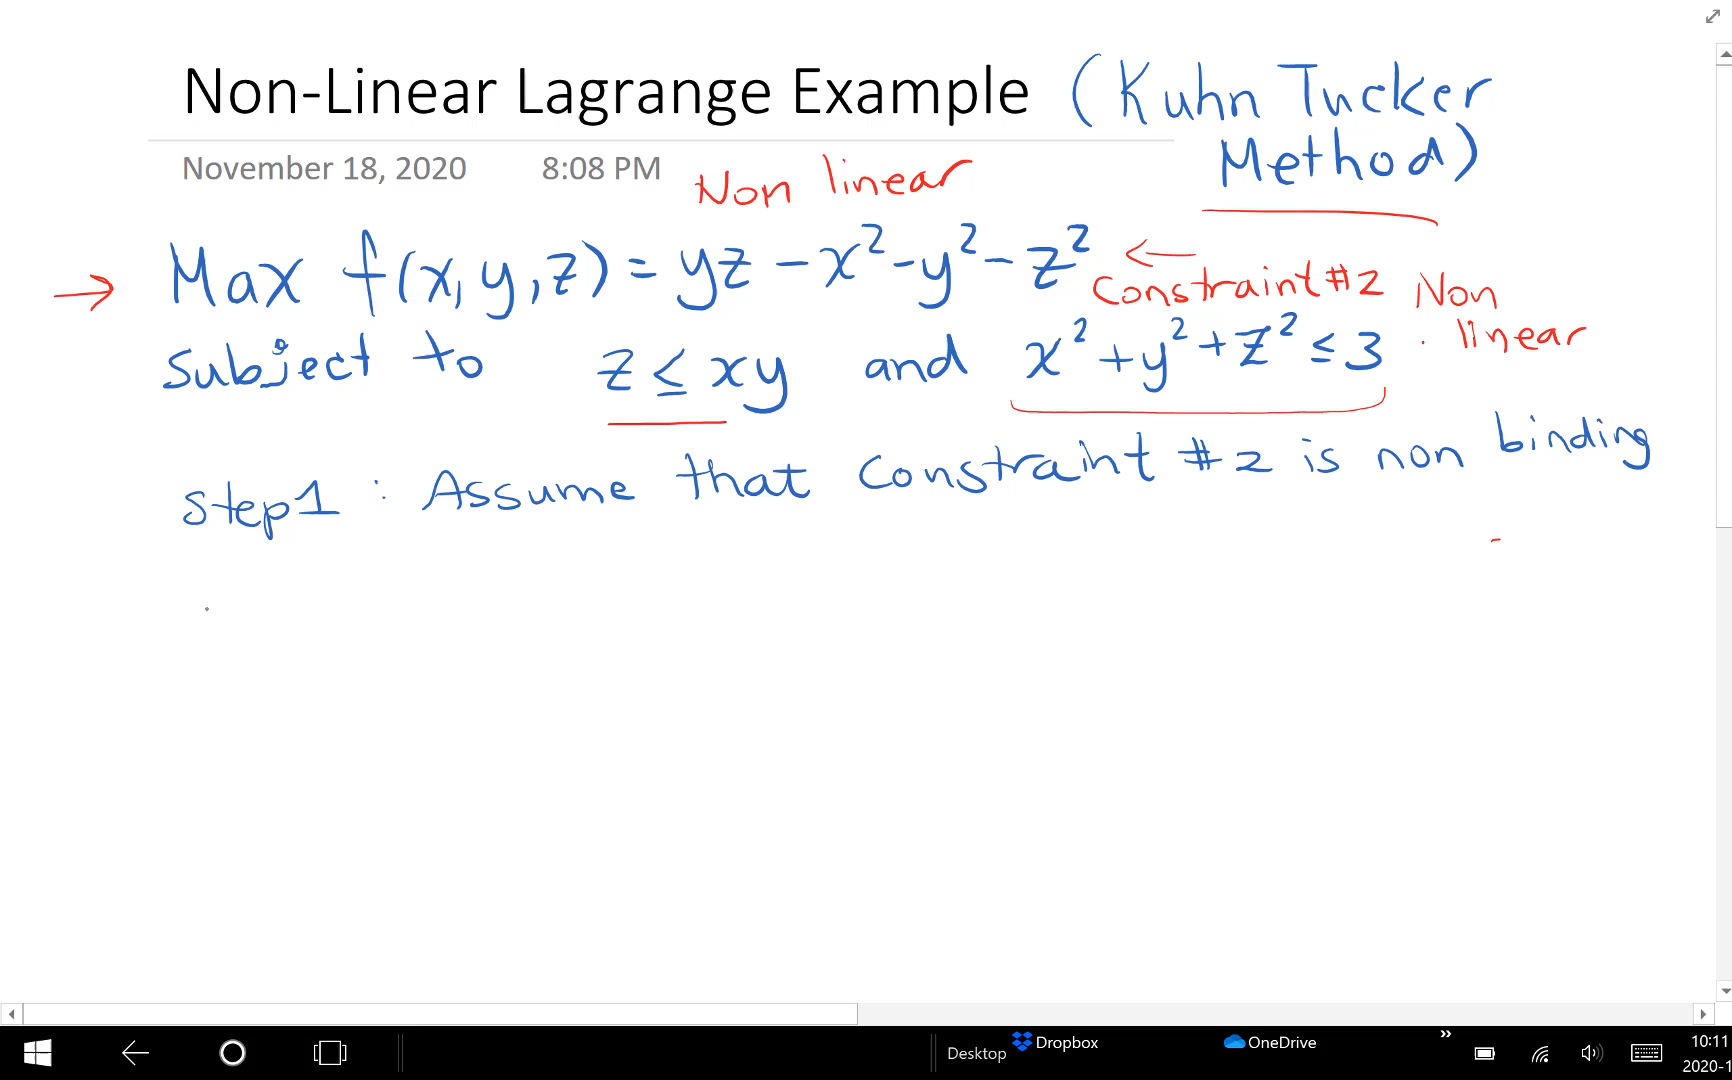 Non-Linear Lagrange Example (Kuhn Tucker
Method)
November 18, 2020 8:08 PM
Non linear
→ Max f(x,y,z) = yz - x² - y² - z² ←
Constraint #2 Non
linear
Subject to z ≤ xy and x² + y² + z² ≤ 3
Step 1 : Assume that Constraint #2 is non binding
Desktop
Dropbox
OneDrive
»
10:11
2020-1